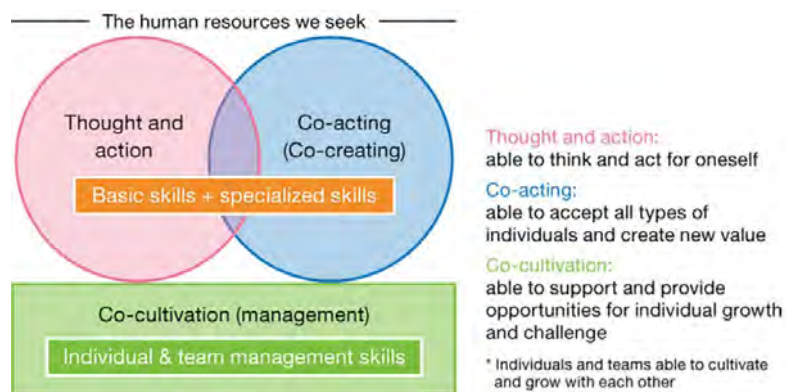 The human resources we seek
Thought and
action
Co-acting
(Co-creating)
Basic skills + specialized skills
Co-cultivation (management)
Individual & team management skills
Thought and action:
able to think and act for oneself
Co-acting:
able to accept all types of
individuals and create new value
Co-cultivation:
able to support and provide
opportunities for individual growth
and challenge
* Individuals and teams able to cultivate
and grow with each other